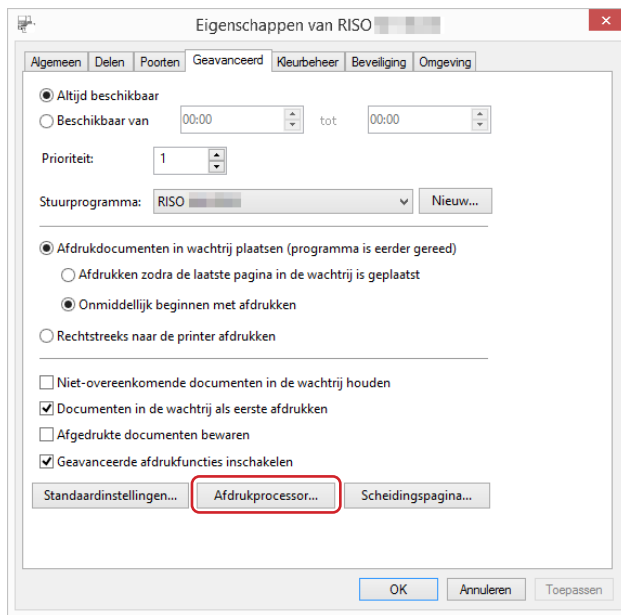 Eigenschappen van RISO
Algemeen Delen Poorten Geavanceerd Kleurbeheer Beveiliging Omgeving
Altijd beschikbaar
Beschikbaar van 00:00 tot 00:00
Prioriteit: 1
Stuurprogramma: RISO Nieuw...
Afdrukdocumenten in wachtrij plaatsen (programma is eerder gereed)
Afdrukken zodra de laatste pagina in de wachtrij is geplaatst
Onmiddellijk beginnen met afdrukken
Rechtstreeks naar de printer afdrukken
Niet-overeenkomende documenten in de wachtrij houden
Documenten in de wachtrij als eerste afdrukken
Afgedrukte documenten bewaren
Geavanceerde afdrukfuncties inschakelen
Standaardinstellingen... Afdrukprocessor... Scheidingspagina...
OK Annuleren Toepassen